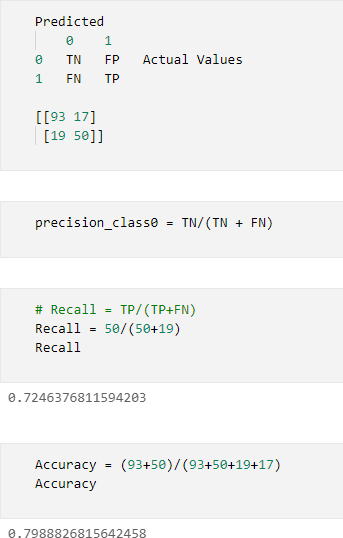 Predicted
0 1
0 TN FP Actual Values
1 FN TP
[[93 17]
[19 50]]
precision_class0 = TN/(TN + FN)
# Recall = TP/(TP+FN)
Recall = 50/(50+19)
Recall
0.7246376811594203
Accuracy = (93+50)/(93+50+19+17)
Accuracy
0.7988826815642458